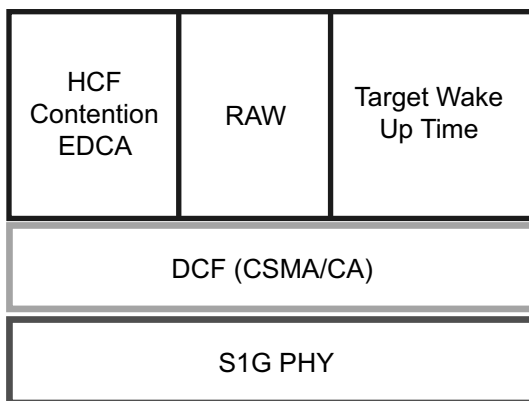 HCF
Contention
EDCA
RAW
Target Wake
Up Time
DCF (CSMA/CA)
S1G PHY